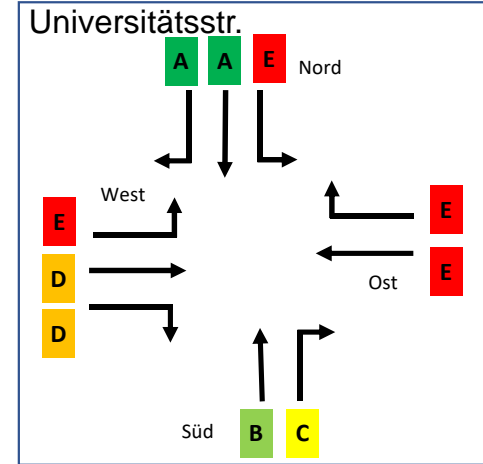 Universitätsstr.
A A E Nord
West
E
E
D
Ost
E
D
Süd
B C